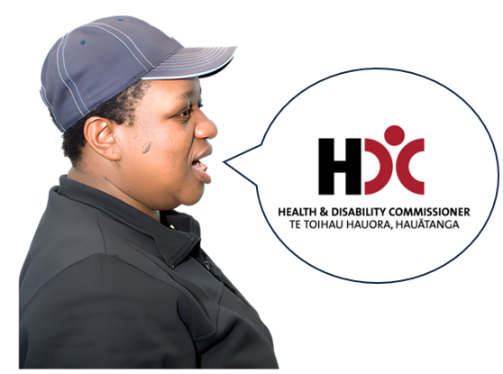 HDC
HEALTH & DISABILITY COMMISSIONER
TE TOIHAU HAUORA, HAUĀTANGA